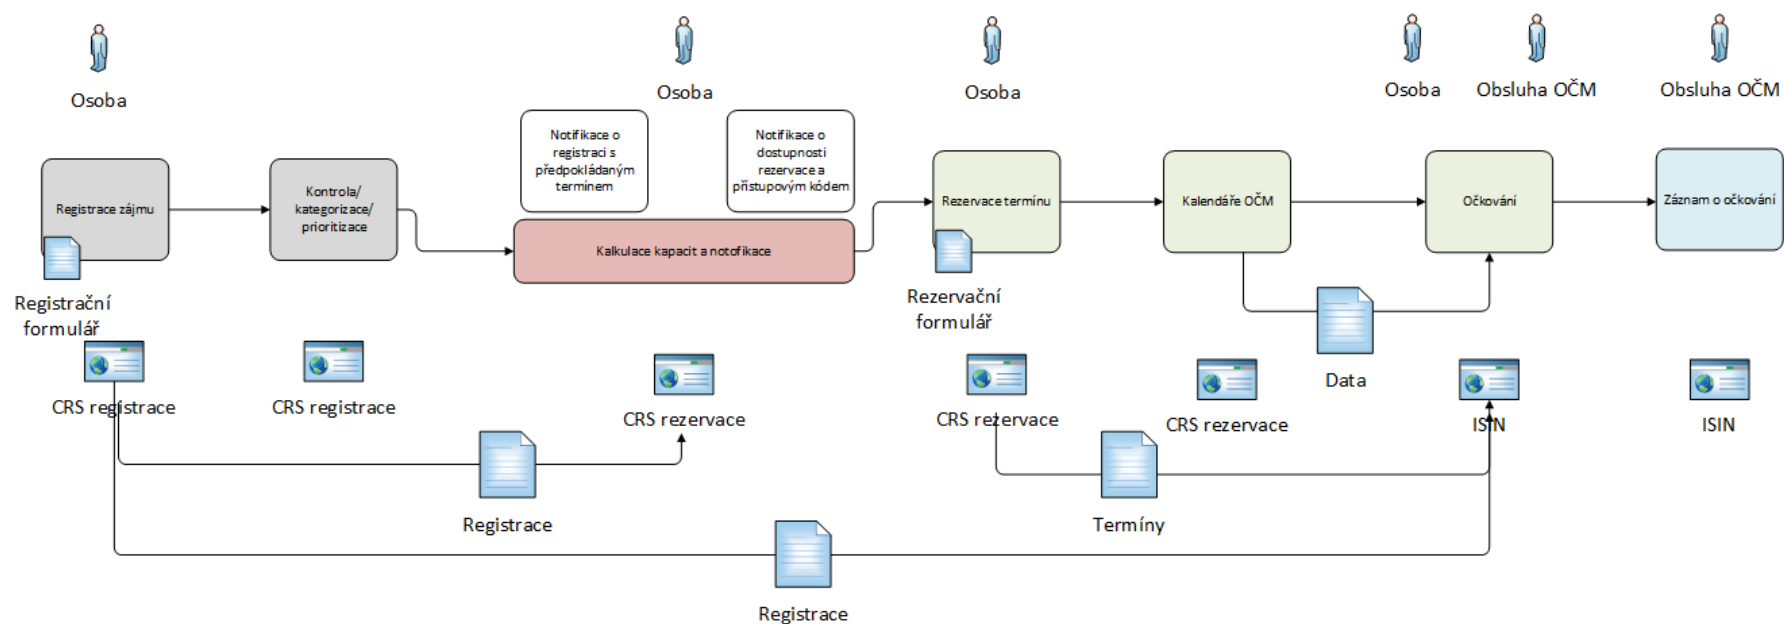 Osoba
Osoba
Osoba
Osoba
Obsluha OČM
Obsluha OČM
Notifikace o
registraci s
předpokládaným
termínem
Notifikace o
dostupnosti
rezervace a
přístupovým kódem
Registrace zájmu
Kontrola/
kategorizace/
prioritizace
Kalkulace kapacit a notofikace
Rezervace termínu
Kalendáře OČM
Očkování
Záznam o očkování
Registrační
formulář
Rezervační
formulář
CRS registrace
CRS registrace
CRS rezervace
CRS rezervace
CRS rezervace
Data
ISIN
ISIN
Registrace
Termíny
Registrace